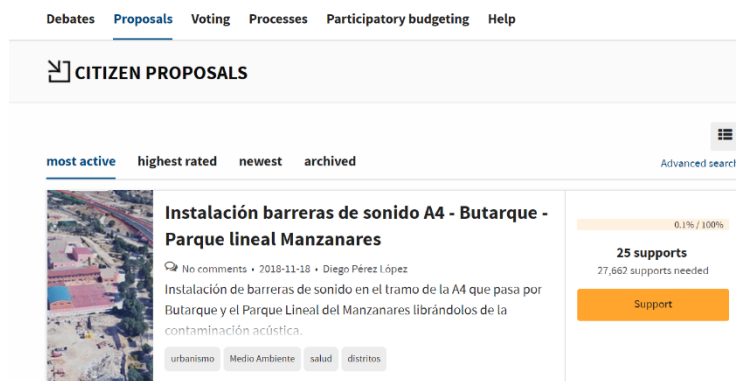 Debates Proposals Voting Processes Participatory budgeting Help
CITIZEN PROPOSALS
most active highest rated newest archived
Advanced search
Instalación barreras de sonido A4 - Butarque -
Parque lineal Manzanares
No comments • 2018-11-18 • Diego Pérez López
Instalación de barreras de sonido en el tramo de la A4 que pasa por
Butarque y el Parque Lineal del Manzanares librándolos de la
contaminación acústica.
urbanismo Medio Ambiente salud distritos
0.1% / 100%
25 supports
27,662 supports needed
Support